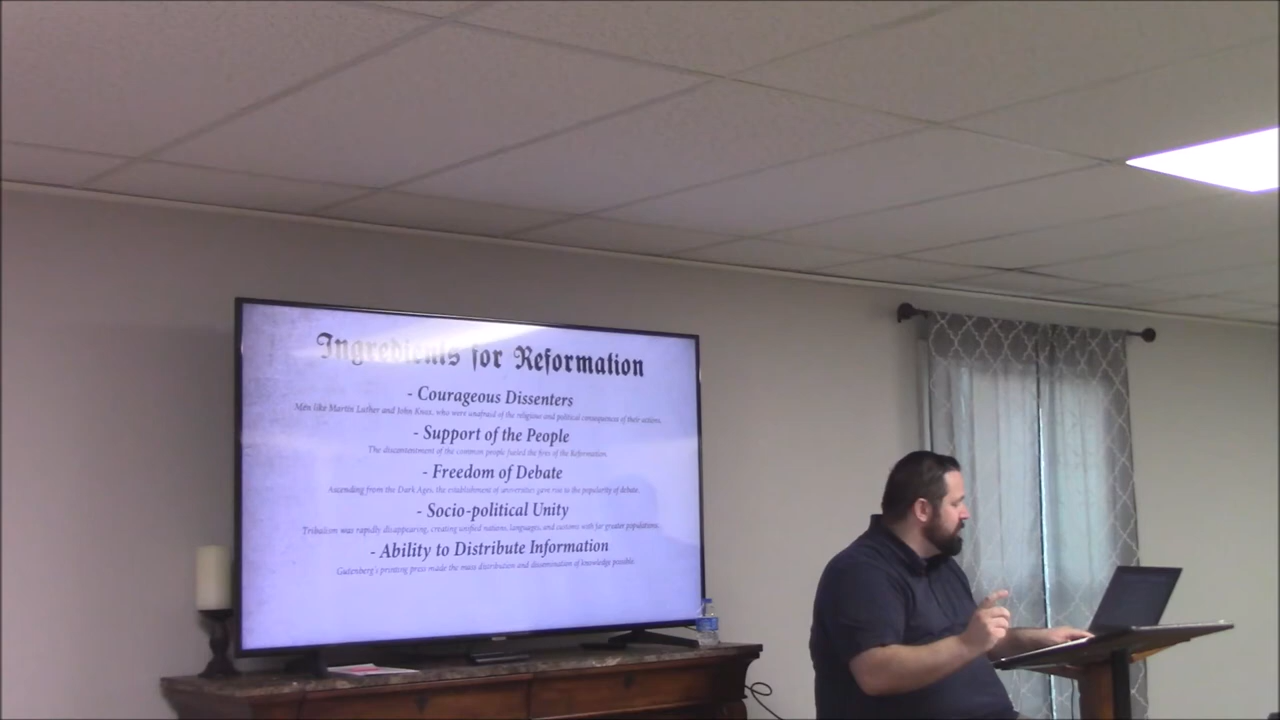 Ingredients for Reformation
- Courageous Dissenters
Men like Martin Luther and John Knox, who were unafraid of the religious and political consequences of their actions.
- Support of the People
The discontentment of the common people fueled the fires of the Reformation.
- Freedom of Debate
Ascending from the Dark Ages, the establishment of universities gave rise to the popularity of debate.
- Socio-political Unity
Tribalism was rapidly disappearing, creating unified nations, languages, and customs with far greater populations.
- Ability to Distribute Information
Gutenberg's printing press made the mass distribution and dissemination of knowledge possible.